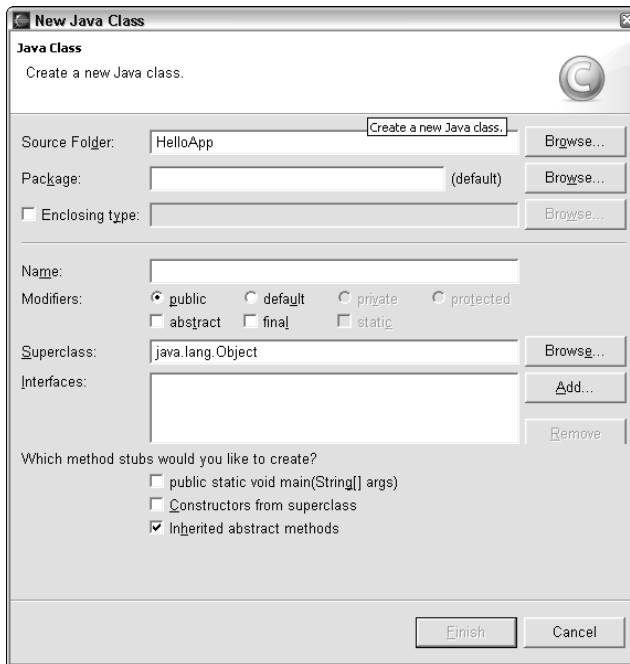 New Java Class
Java Class
Create a new Java class.
Create a new Java class.
Source Folder: HelloApp Browse...
Package: (default) Browse...
Enclosing type: Browse...
Name:
Modifiers: public default private protected
abstract final static
Superclass: java.lang.Object Browse...
Interfaces: Add...
Remove
Which method stubs would you like to create?
public static void main(String[] args)
Constructors from superclass
Inherited abstract methods
Finish Cancel